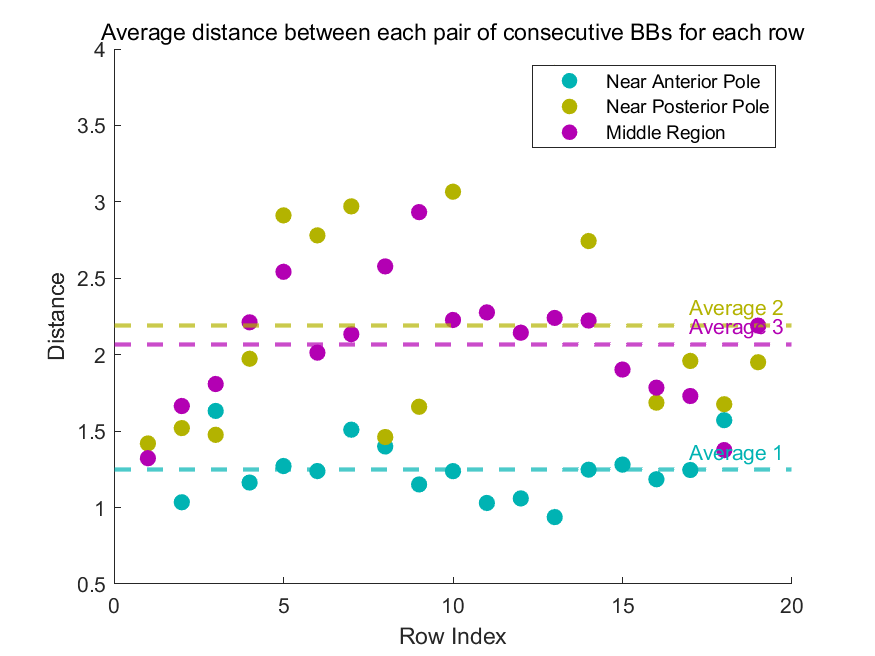 Average distance between each pair of consecutive BBs for each row
4
3.5
3
2.5
2
1.5
1
0.5
Distance
Near Anterior Pole
Near Posterior Pole
Middle Region
Average 2
Average 3
Average 1
0 5 10 15 20
Row Index